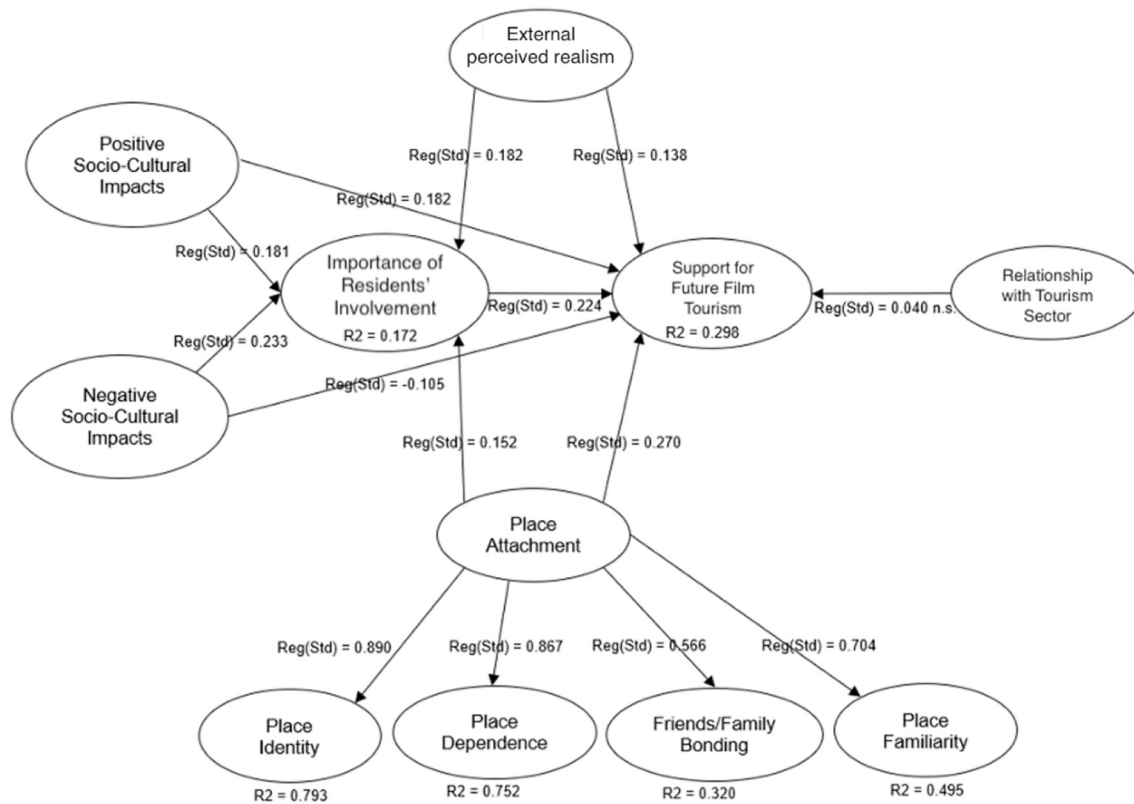 External
perceived realism
Positive
Socio-Cultural
Impacts
Reg(Std) = 0.182
Reg(Std) = 0.138
Reg(Std) = 0.182
Reg(Std) = 0.181
Importance of
Residents'
Involvement
R2 = 0.172
Reg(Std) = 0.224
Support for
Future Film
Tourism
R2 = 0.298
Reg(Std) = 0.040 n.s.
Relationship
with Tourism
Sector
Reg(Std) = 0.233
Negative
Socio-Cultural
Impacts
Reg(Std) = -0.105
Reg(Std) = 0.152
Reg(Std) = 0.270
Place
Attachment
Reg(Std) = 0.890
Reg(Std) = 0.867
Reg(Std) = 0.566
Reg(Std) = 0.704
Place
Identity
R2 = 0.793
Place
Dependence
R2 = 0.752
Friends/Family
Bonding
R2 = 0.320
Place
Familiarity
R2 = 0.495